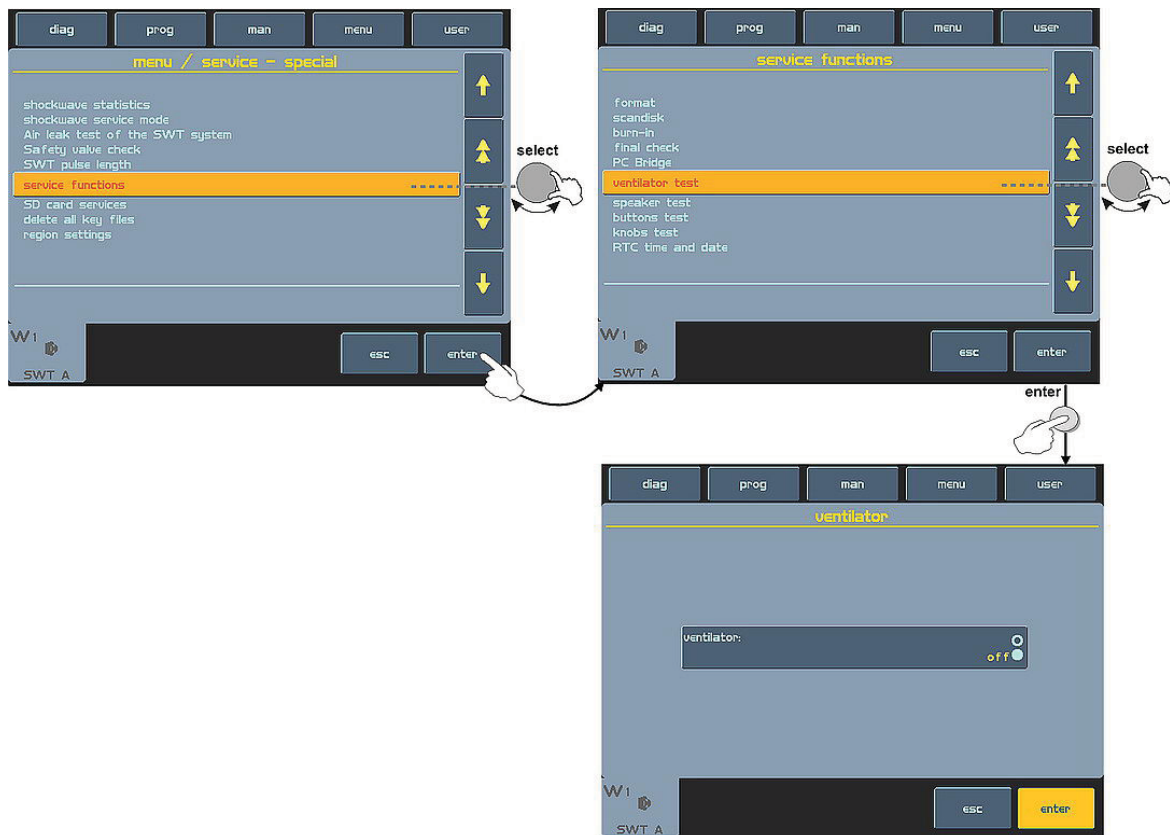 diag prog man menu user
menu / service - special
shockwave statistics
shockwave service mode
Air leak test of the SWT system
Safety valve check
SWT pulse length
service functions
SD card services
delete all key files
region settings
select
W1
esc enter
SWT A
diag prog man menu user
service functions
format
scandisk
burn-in
final check
PC Bridge
ventilator test
speaker test
buttons test
knobs test
RTC time and date
select
W1
esc enter
SWT A
enter
diag prog man menu user
ventilator
ventilator:
off
W1
esc enter
SWT A